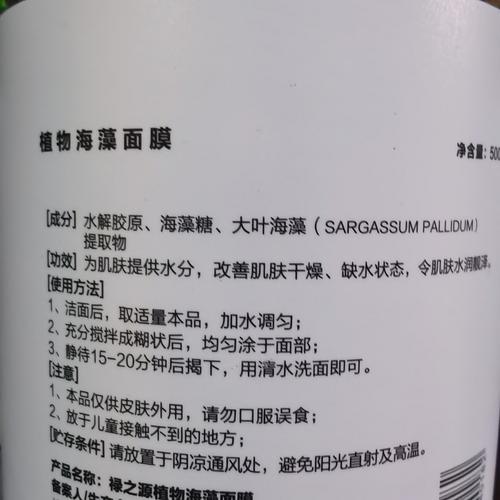 植物海藻面膜
净含量：500
[成分] 水解胶原、海藻糖、大叶海藻（SARGASSUM PALLIDUM）
提取物
[功效] 为肌肤提供水分，改善肌肤干燥、缺水状态，令肌肤水润靓泽。
[使用方法]
1、洁面后，取适量本品，加水调匀；
2、充分搅拌成糊状后，均匀涂于面部；
3、静待15-20分钟后揭下，用清水洗面即可。
[注意]
1、本品仅供皮肤外用，请勿口服误食；
2、放于儿童接触不到的地方；
[贮存条件] 请放置于阴凉通风处，避免阳光直射及高温。
产品名称：禄之源植物海藻面膜
备案人/生产